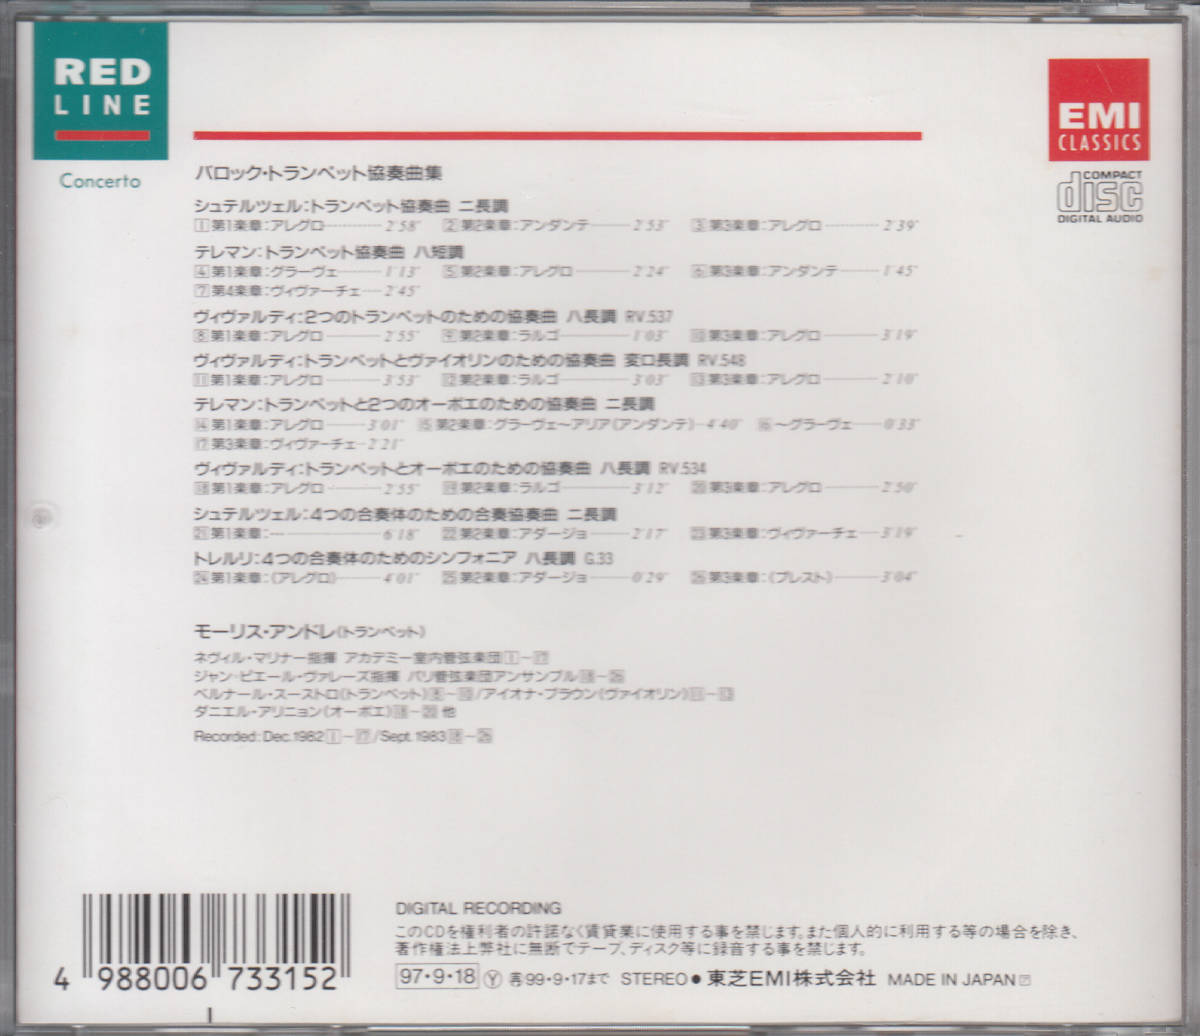 RED
LINE
Concerto
EMI
CLASSICS
COMPACT
disc
DIGITAL AUDIO
バロック・トランペット協奏曲集
シュテルツェル:トランペット協奏曲 ニ長調
1 第1楽章:アレグロ 2'58" 2 第2楽章:アンダンテ 2'53" 3 第3楽章:アレグロ 2'39"
テレマン:トランペット協奏曲 ハ短調
4 第1楽章:グラーヴェ 1'13" 5 第2楽章:アレグロ 2'24" 6 第3楽章:アンダンテ 1'45"
7 第4楽章:ヴィヴァーチェ 2'45"
ヴィヴァルディ:2つのトランペットのための協奏曲 ハ長調 RV.537
8 第1楽章:アレグロ 2'55" 9 第2楽章:ラルゴ 1'03" 10 第3楽章:アレグロ 3'19"
ヴィヴァルディ:トランペットとヴァイオリンのための協奏曲 変ロ長調 RV.548
11 第1楽章:アレグロ 3'53" 12 第2楽章:ラルゴ 3'03" 13 第3楽章:アレグロ 2'10"
テレマン:トランペットと2つのオーボエのための協奏曲 ニ長調
14 第1楽章:アレグロ 3'01" 15 第2楽章:グラーヴェ〜アリア(アンダンテ) 4'40" 16 〜グラーヴェ 0'33"
17 第3楽章:ヴィヴァーチェ 2'21"
ヴィヴァルディ:トランペットとオーボエのための協奏曲 ハ長調 RV.534
18 第1楽章:アレグロ 2'55" 19 第2楽章:ラルゴ 3'12" 20 第3楽章:アレグロ 2'50"
シュテルツェル:4つの合奏体のための合奏協奏曲 ニ長調
21 第1楽章:— 6'18" 22 第2楽章:アダージョ 2'17" 23 第3楽章:ヴィヴァーチェ 3'19"
トレルリ:4つの合奏体のためのシンフォニア ハ長調 G.33
24 第1楽章:(アレグロ) 4'01" 25 第2楽章:アダージョ 0'29" 26 第3楽章:(プレスト) 3'04"
モーリス・アンドレ(トランペット)
ネヴィル・マリナー指揮 アカデミー室内管弦楽団 1〜17
ジャン=ピエール・ヴァレーズ指揮 パリ管弦楽団アンサンブル 18〜26
ベルナール・スーストロ(トランペット) 8〜10/アイオナ・ブラウン(ヴァイオリン) 11〜13
ダニエル・アリニョン(オーボエ) 18〜20 他
Recorded: Dec.1982 1〜17/Sept.1983 18〜26
4 988006 733152
DIGITAL RECORDING
このCDを権利者の許諾なく賃貸業に使用する事を禁じます。また個人的に利用する等の場合を除き、
著作権法上弊社に無断でテープ、ディスク等に録音する事を禁じます。
97・9・18 Ⓨ 再99・9・17まで STEREO●東芝EMI株式会社 MADE IN JAPAN